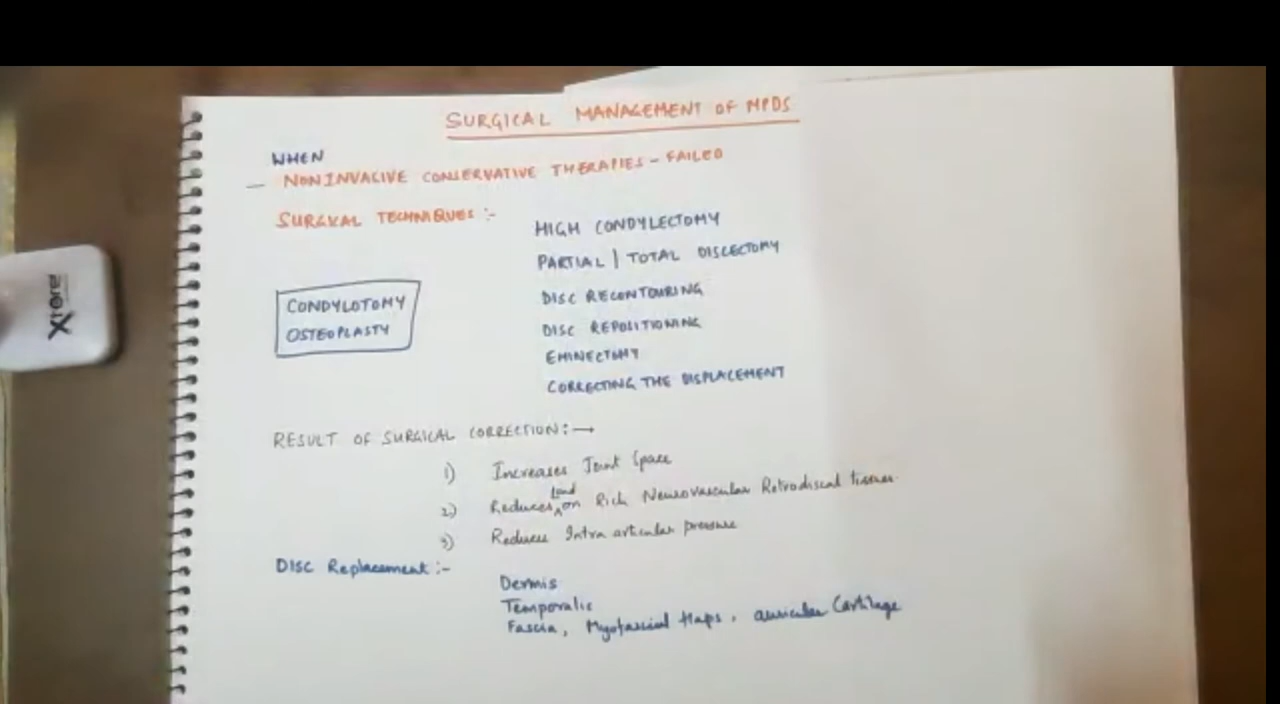 SURGICAL MANAGEMENT OF MPDS
WHEN
- NONINVASIVE CONSERVATIVE THERAPIES - FAILED
SURGICAL TECHNIQUES :-
HIGH CONDYLECTOMY
PARTIAL | TOTAL DISCECTOMY
DISC RECONTOURING
DISC REPOSITIONING
EMINECTOMY
CORRECTING THE DISPLACEMENT
CONDYLOTOMY
OSTEOPLASTY
RESULT OF SURGICAL CORRECTION: →
1) Increases Joint Space
2) Reduces load on Rich Neurovascular Retrodiscal tissues.
3) Reduces Intra articular pressure
DISC Replacement :-
Dermis
Temporalis
Fascia, Myofascial flaps, auricular Cartilage
Xtore